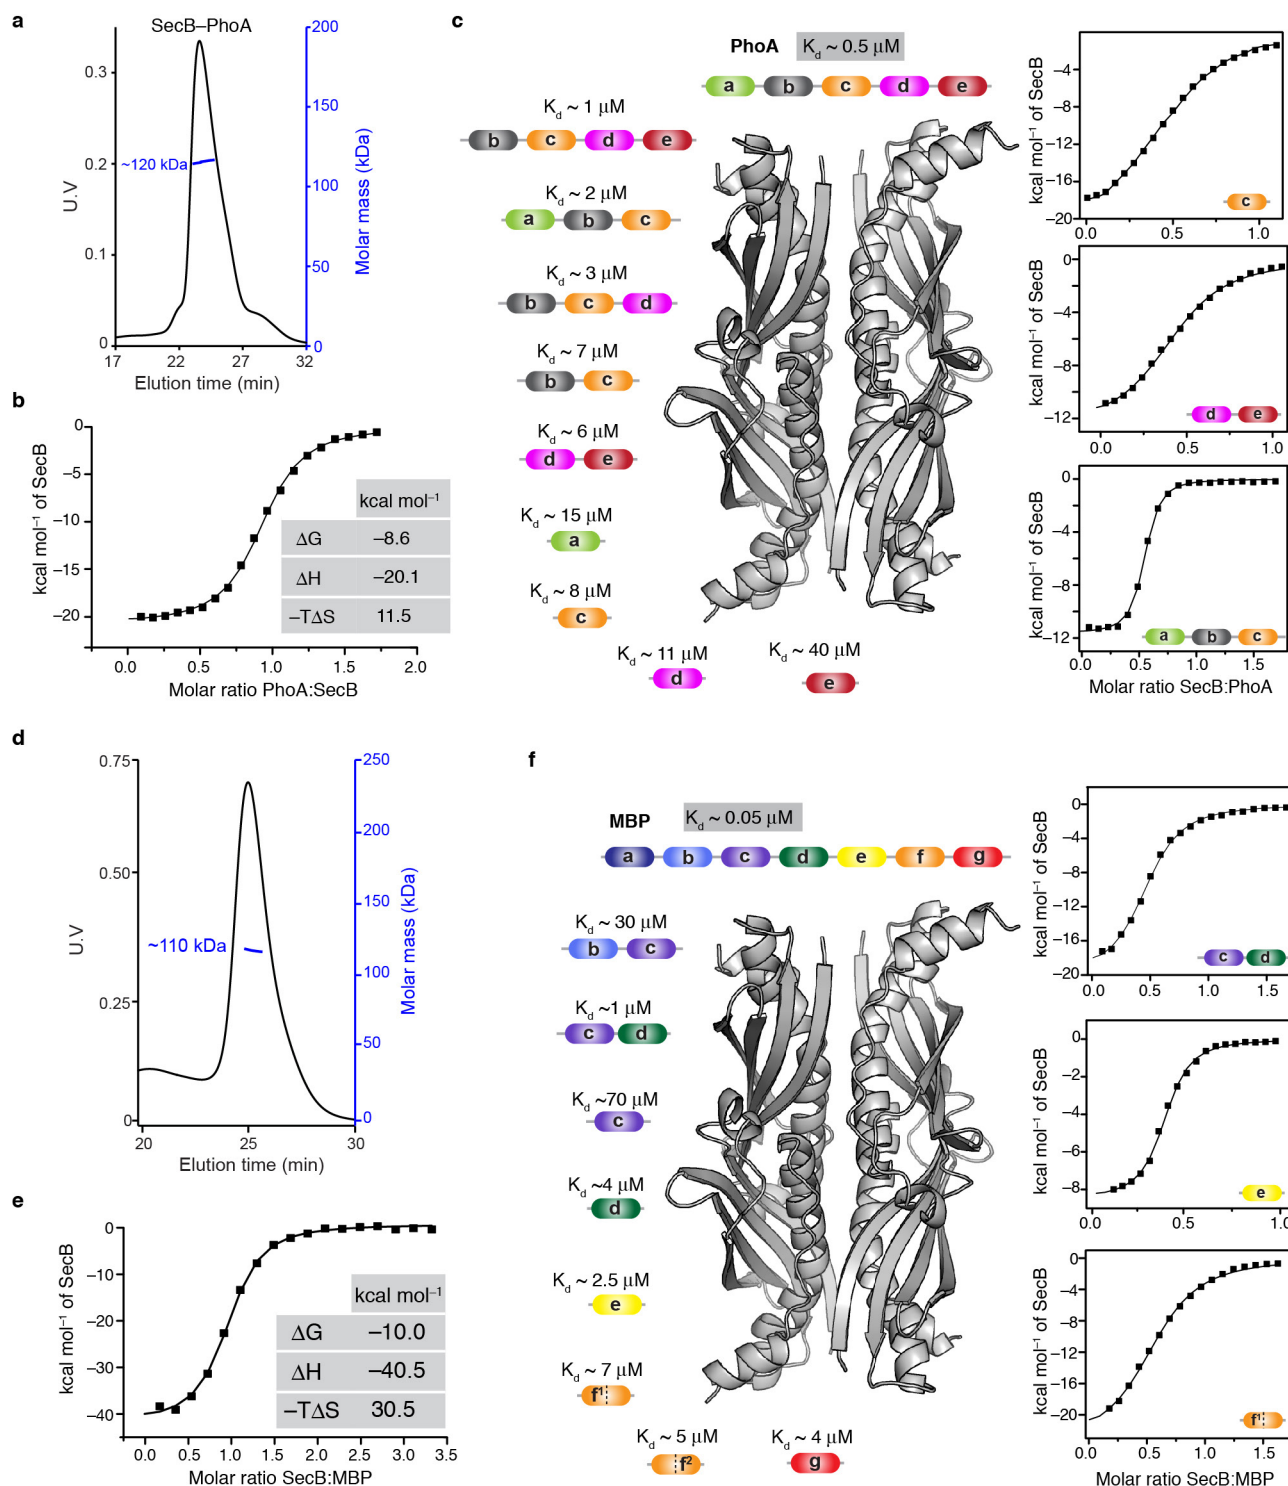 a
SecB–PhoA
200
0.3
150
~120 kDa
0.2
100
U.V
Molar mass (kDa)
0.1
50
0
0
17
22
27
32
Elution time (min)
b
0
−5
−10
−15
−20
kcal mol⁻¹ of SecB
kcal mol⁻¹
ΔG −8.6
ΔH −20.1
−TΔS 11.5
0.0 0.5 1.0 1.5 2.0
Molar ratio PhoA:SecB
c
PhoA
Kd ~ 0.5 μM
a b c d e
Kd ~ 1 μM
b c d e
Kd ~ 2 μM
a b c
Kd ~ 3 μM
b c d
Kd ~ 7 μM
b c
Kd ~ 6 μM
d e
Kd ~ 15 μM
a
Kd ~ 8 μM
c
Kd ~ 11 μM
d
Kd ~ 40 μM
e
−4
−8
−12
−16
−20
kcal mol⁻¹ of SecB
c
0.0 0.5 1.0
0
−4
−8
−12
kcal mol⁻¹ of SecB
d e
0.0 0.5 1.0
0
−4
−8
−12
kcal mol⁻¹ of SecB
a b c
0.0 0.5 1.0 1.5
Molar ratio SecB:PhoA
d
0.75
0.50
0.25
0
U.V
250
200
150
100
50
0
Molar mass (kDa)
~110 kDa
20 25 30
Elution time (min)
e
0
−10
−20
−30
−40
kcal mol⁻¹ of SecB
kcal mol⁻¹
ΔG −10.0
ΔH −40.5
−TΔS 30.5
0.0 0.5 1.0 1.5 2.0 2.5 3.0 3.5
Molar ratio SecB:MBP
f
MBP
Kd ~ 0.05 μM
a b c d e f g
Kd ~ 30 μM
b c
Kd ~1 μM
c d
Kd ~70 μM
c
Kd ~4 μM
d
Kd ~ 2.5 μM
e
Kd ~ 7 μM
f¹
Kd ~ 5 μM
f²
Kd ~ 4 μM
g
0
−4
−8
−12
−16
−20
kcal mol⁻¹ of SecB
c d
0.0 0.5 1.0 1.5
0
−2
−4
−6
−8
kcal mol⁻¹ of SecB
e
0.0 0.5 1.0
0
−4
−8
−12
−16
−20
kcal mol⁻¹ of SecB
f¹
0.0 0.5 1.0 1.5
Molar ratio SecB:MBP